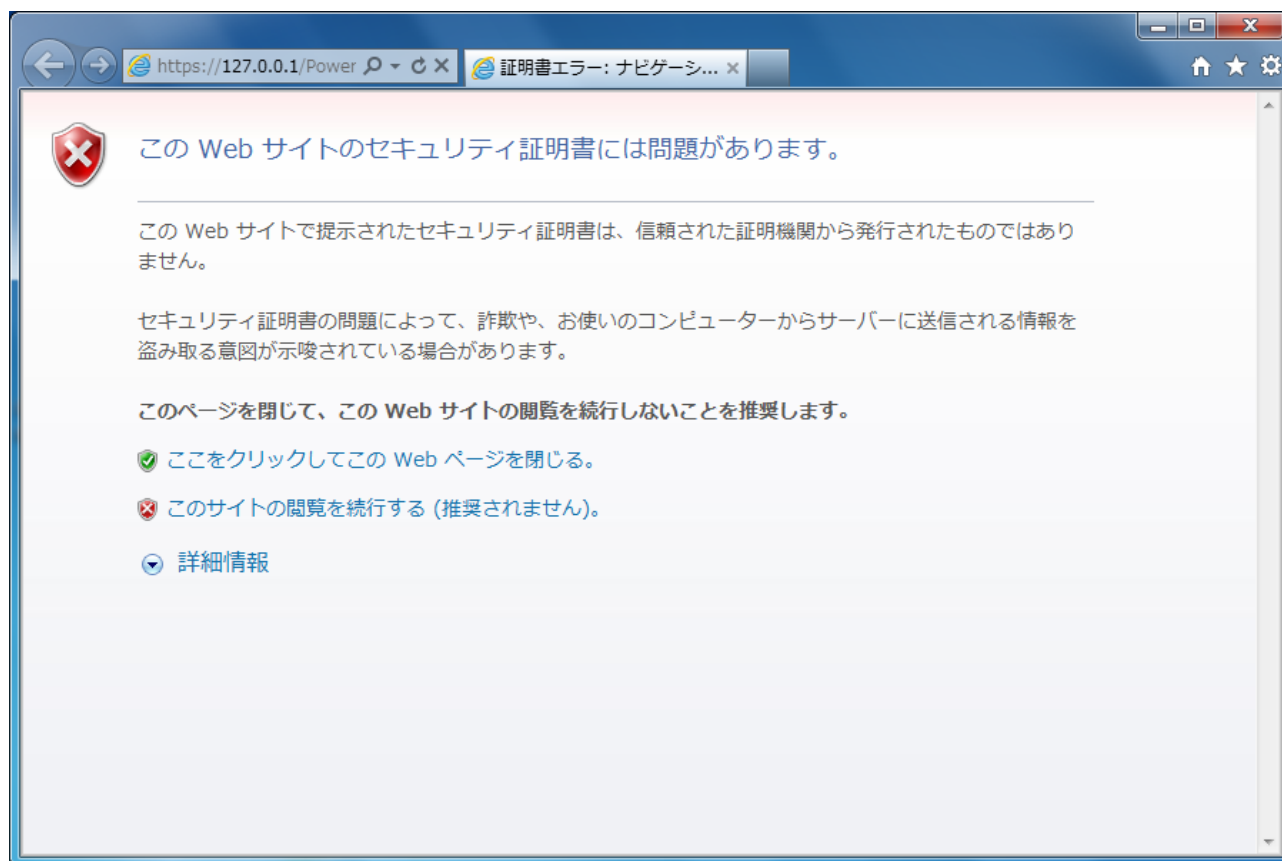 https://127.0.0.1/Power
証明書エラー: ナビゲーシ...
この Web サイトのセキュリティ証明書には問題があります。
この Web サイトで提示されたセキュリティ証明書は、信頼された証明機関から発行されたものではあり
ません。
セキュリティ証明書の問題によって、詐欺や、お使いのコンピューターからサーバーに送信される情報を
盗み取る意図が示唆されている場合があります。
このページを閉じて、この Web サイトの閲覧を続行しないことを推奨します。
ここをクリックしてこの Web ページを閉じる。
このサイトの閲覧を続行する (推奨されません)。
詳細情報